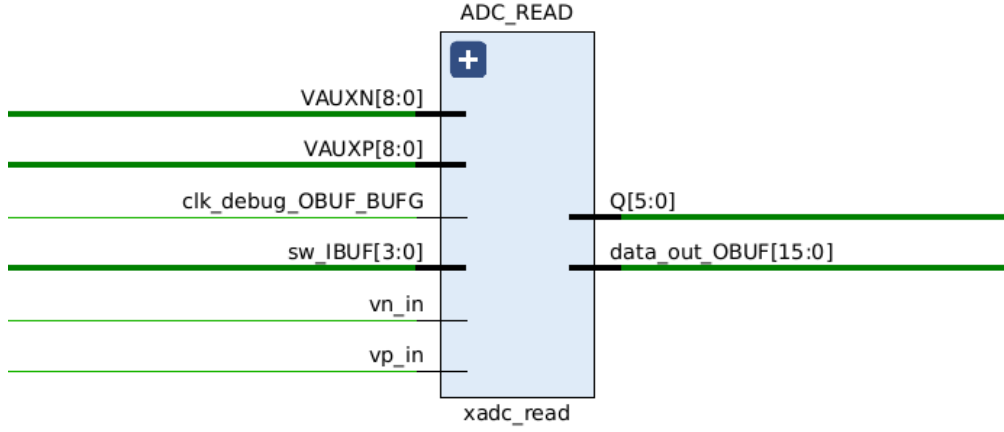 ADC_READ
VAUXN[8:0]
VAUXP[8:0]
clk_debug_OBUF_BUFG
sw_IBUF[3:0]
vn_in
vp_in
Q[5:0]
data_out_OBUF[15:0]
xadc_read